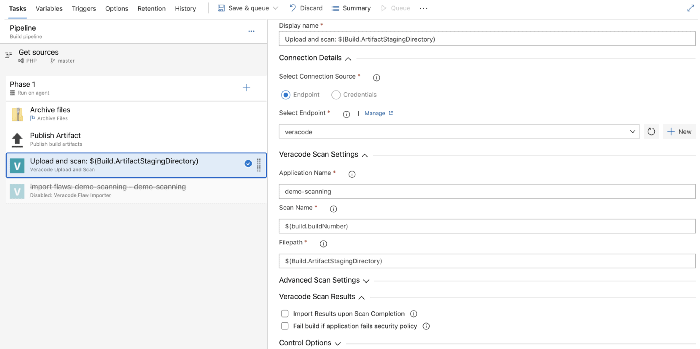 Tasks Variables Triggers Options Retention History Save & queue Discard Summary Queue
Pipeline
Build pipeline
Get sources
PHP master
Phase 1
Run on agent
Archive files
Archive Files
Publish Artifact
Publish build artifacts
Upload and scan: $(Build.ArtifactStagingDirectory)
Veracode Upload and Scan
Import flaws: demo-scanning - demo-scanning
Disabled: Veracode Flaw Importer
Display name *
Upload and scan: $(Build.ArtifactStagingDirectory)
Connection Details
Select Connection Source *
Endpoint Credentials
Select Endpoint * | Manage
veracode
New
Veracode Scan Settings
Application Name *
demo-scanning
Scan Name *
$(build.buildNumber)
Filepath *
$(Build.ArtifactStagingDirectory)
Advanced Scan Settings
Veracode Scan Results
Import Results upon Scan Completion
Fail build if application fails security policy
Control Options